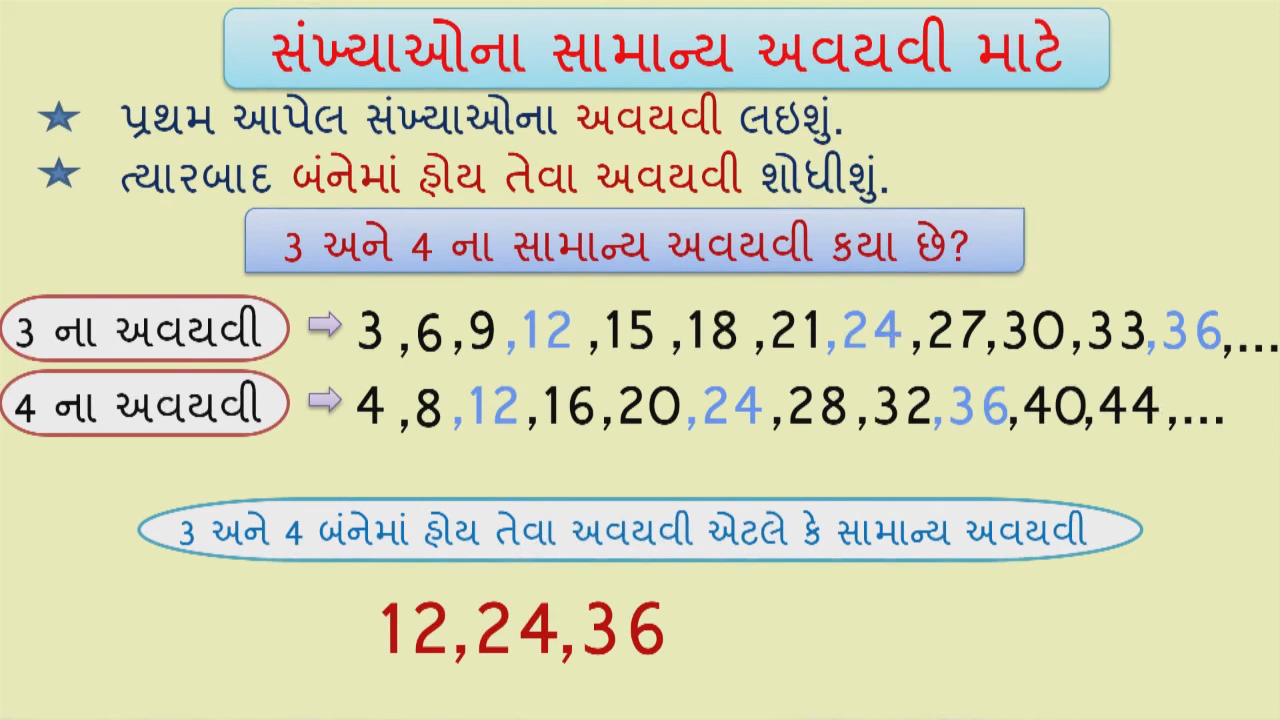 સંખ્યાઓના સામાન્ય અવયવી માટે
પ્રથમ આપેલ સંખ્યાઓના અવયવી લઇશું.
ત્યારબાદ બંનેમાં હોય તેવા અવયવી શોધીશું.
3 અને 4 ના સામાન્ય અવયવી કયા છે?
3 ના અવયવી 3 ,6 ,9 ,12 ,15 ,18 ,21 ,24 ,27,30 ,33 ,36 ,...
4 ના અવયવી 4 ,8 ,12 ,16 ,20 ,24 ,28 ,32 ,36 ,40,44 ,...
3 અને 4 બંનેમાં હોય તેવા અવયવી એટલે કે સામાન્ય અવયવી
12,24,36